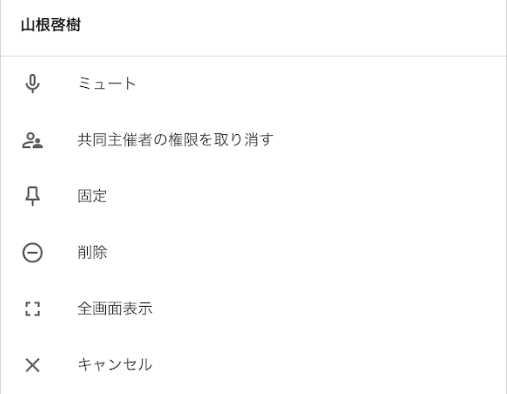 山根啓樹
ミュート
共同主催者の権限を取り消す
固定
削除
全画面表示
キャンセル